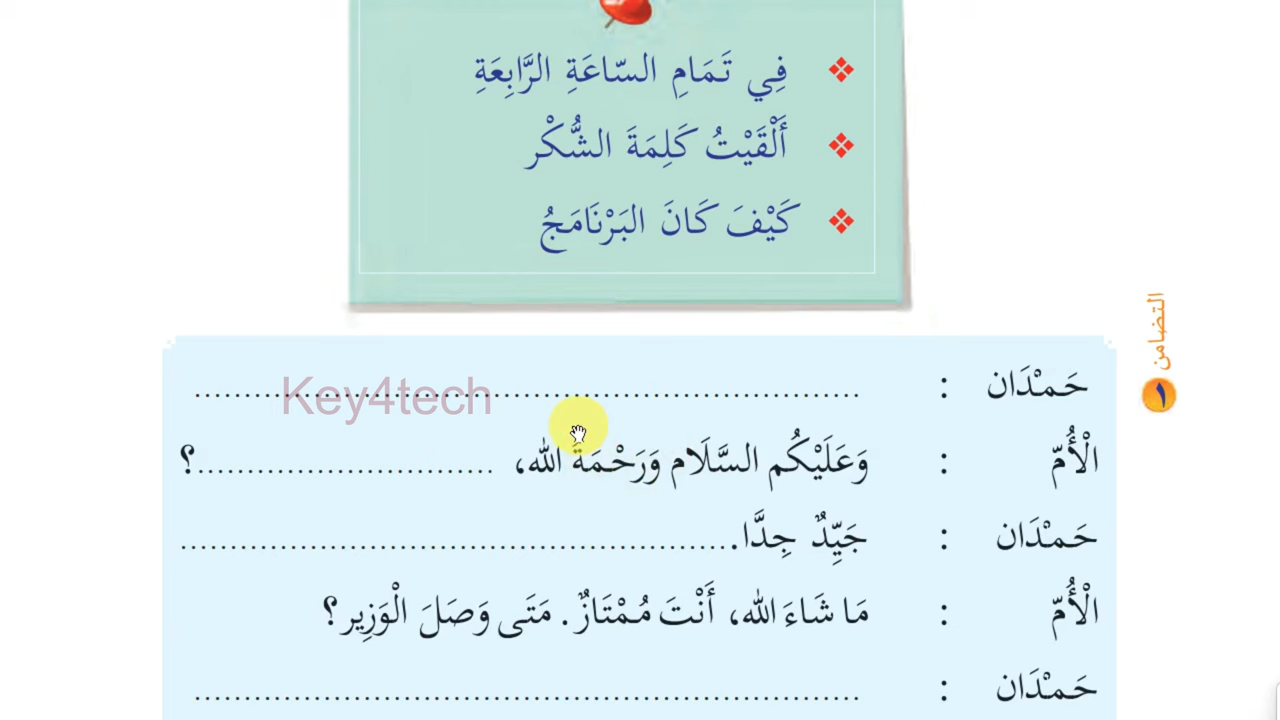 ❖ فِي تَمَامِ السّاعَةِ الرَّابِعَةِ
❖ أَلْقَيْتُ كَلِمَةَ الشُّكْر
❖ كَيْفَ كَانَ البَرْنَامَجُ
التضامن ١
حَمْدَان : ..................................................................
Key4tech
الْأُمّ : وَعَلَيْكُم السَّلَام وَرَحْمَةَ الله، ..............................؟
حَمْدَان : جَيِّدٌ جِدَّا. .......................................................
الْأُمّ : مَا شَاءَ الله، أَنْتَ مُمْتَازٌ. مَتَى وَصَلَ الْوَزِير؟
حَمْدَان : ..................................................................